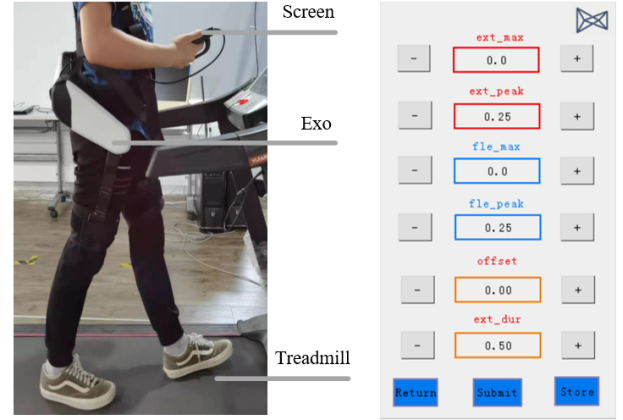 Screen
Exo
Treadmill
ext_max
-
0.0
+
ext_peak
-
0.25
+
fle_max
-
0.0
+
fle_peak
-
0.25
+
offset
-
0.00
+
ext_dur
-
0.50
+
Return
Submit
Store